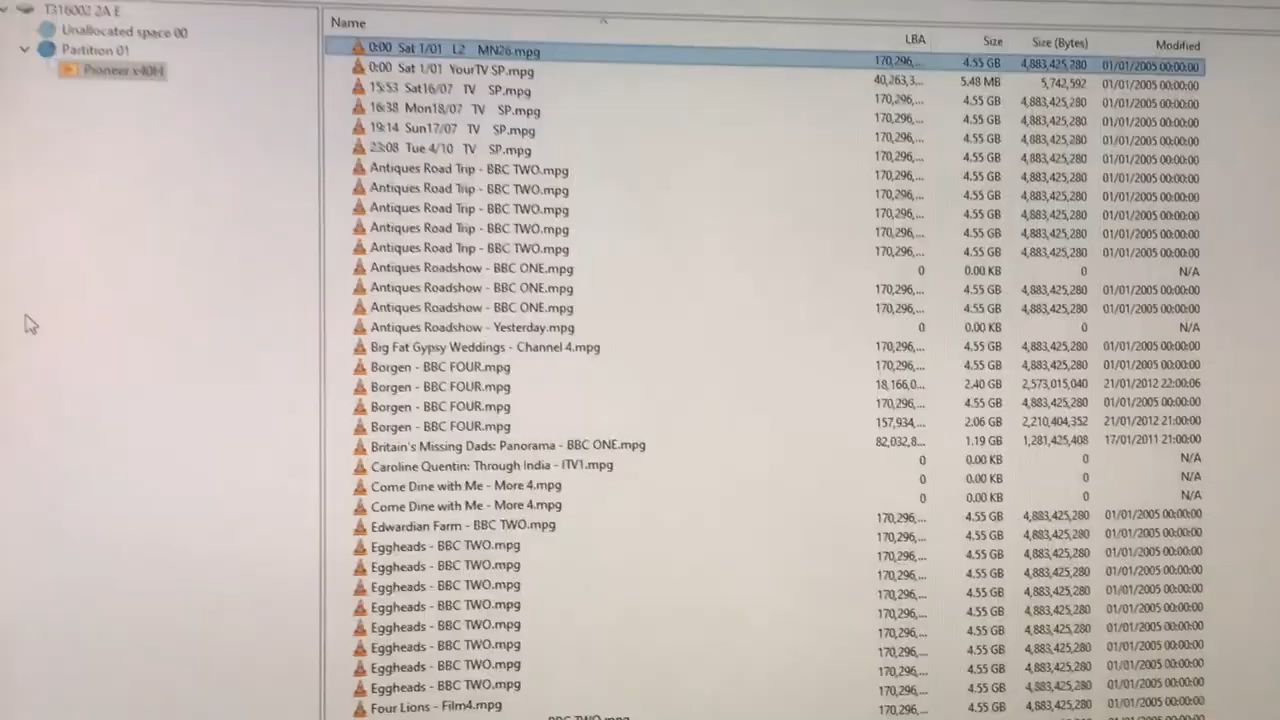 T316002 2A E
Unallocated space 00
Partition 01
Pioneer x40H
Name LBA Size Size (Bytes) Modified
0:00 Sat 1/01 L2 MN26.mpg 170,296,... 4.55 GB 4,883,425,280 01/01/2005 00:00:00
0:00 Sat 1/01 YourTV SP.mpg 40,263,3... 5.48 MB 5,742,592 01/01/2005 00:00:00
15:53 Sat16/07 TV SP.mpg 170,296,... 4.55 GB 4,883,425,280 01/01/2005 00:00:00
16:38 Mon18/07 TV SP.mpg 170,296,... 4.55 GB 4,883,425,280 01/01/2005 00:00:00
19:14 Sun17/07 TV SP.mpg 170,296,... 4.55 GB 4,883,425,280 01/01/2005 00:00:00
23:08 Tue 4/10 TV SP.mpg 170,296,... 4.55 GB 4,883,425,280 01/01/2005 00:00:00
Antiques Road Trip - BBC TWO.mpg 170,296,... 4.55 GB 4,883,425,280 01/01/2005 00:00:00
Antiques Road Trip - BBC TWO.mpg 170,296,... 4.55 GB 4,883,425,280 01/01/2005 00:00:00
Antiques Road Trip - BBC TWO.mpg 170,296,... 4.55 GB 4,883,425,280 01/01/2005 00:00:00
Antiques Road Trip - BBC TWO.mpg 170,296,... 4.55 GB 4,883,425,280 01/01/2005 00:00:00
Antiques Road Trip - BBC TWO.mpg 170,296,... 4.55 GB 4,883,425,280 01/01/2005 00:00:00
Antiques Roadshow - BBC ONE.mpg 0 0.00 KB 0 N/A
Antiques Roadshow - BBC ONE.mpg 170,296,... 4.55 GB 4,883,425,280 01/01/2005 00:00:00
Antiques Roadshow - BBC ONE.mpg 170,296,... 4.55 GB 4,883,425,280 01/01/2005 00:00:00
Antiques Roadshow - Yesterday.mpg 0 0.00 KB 0 N/A
Big Fat Gypsy Weddings - Channel 4.mpg 170,296,... 4.55 GB 4,883,425,280 01/01/2005 00:00:00
Borgen - BBC FOUR.mpg 170,296,... 4.55 GB 4,883,425,280 01/01/2005 00:00:00
Borgen - BBC FOUR.mpg 18,166,0... 2.40 GB 2,573,015,040 21/01/2012 22:00:06
Borgen - BBC FOUR.mpg 170,296,... 4.55 GB 4,883,425,280 01/01/2005 00:00:00
Borgen - BBC FOUR.mpg 157,934,... 2.06 GB 2,210,404,352 21/01/2012 21:00:00
Britain's Missing Dads: Panorama - BBC ONE.mpg 82,032,8... 1.19 GB 1,281,425,408 17/01/2011 21:00:00
Caroline Quentin: Through India - ITV1.mpg 0 0.00 KB 0 N/A
Come Dine with Me - More 4.mpg 0 0.00 KB 0 N/A
Come Dine with Me - More 4.mpg 0 0.00 KB 0 N/A
Edwardian Farm - BBC TWO.mpg 170,296,... 4.55 GB 4,883,425,280 01/01/2005 00:00:00
Eggheads - BBC TWO.mpg 170,296,... 4.55 GB 4,883,425,280 01/01/2005 00:00:00
Eggheads - BBC TWO.mpg 170,296,... 4.55 GB 4,883,425,280 01/01/2005 00:00:00
Eggheads - BBC TWO.mpg 170,296,... 4.55 GB 4,883,425,280 01/01/2005 00:00:00
Eggheads - BBC TWO.mpg 170,296,... 4.55 GB 4,883,425,280 01/01/2005 00:00:00
Eggheads - BBC TWO.mpg 170,296,... 4.55 GB 4,883,425,280 01/01/2005 00:00:00
Eggheads - BBC TWO.mpg 170,296,... 4.55 GB 4,883,425,280 01/01/2005 00:00:00
Eggheads - BBC TWO.mpg 170,296,... 4.55 GB 4,883,425,280 01/01/2005 00:00:00
Eggheads - BBC TWO.mpg 170,296,... 4.55 GB 4,883,425,280 01/01/2005 00:00:00
Four Lions - Film4.mpg 170,296,... 4.55 GB 4,883,425,280 01/01/2005 00:00:00